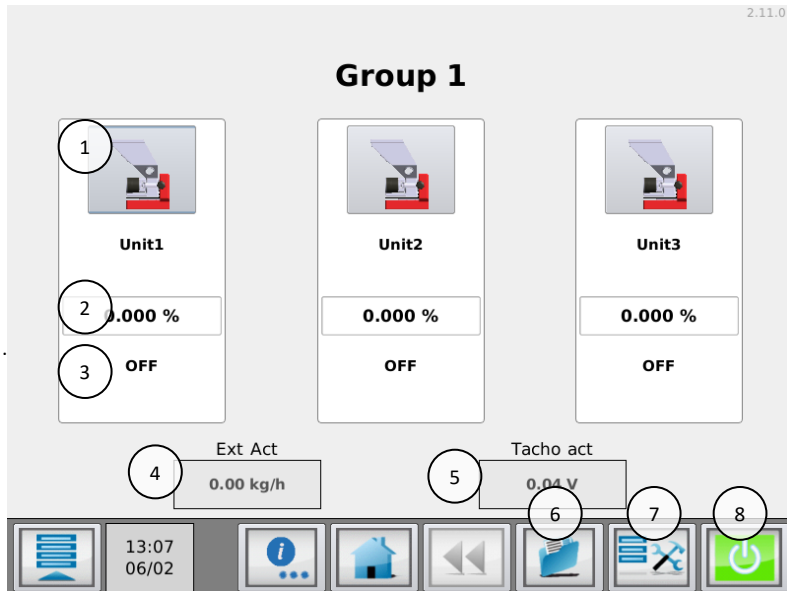 2.11.0
Group 1
1
Unit1
Unit2
Unit3
2
0.000 %
0.000 %
0.000 %
3
OFF
OFF
OFF
.
Ext Act
Tacho act
4
0.00 kg/h
5
0.04 V
6
7
8
13:07
06/02
i